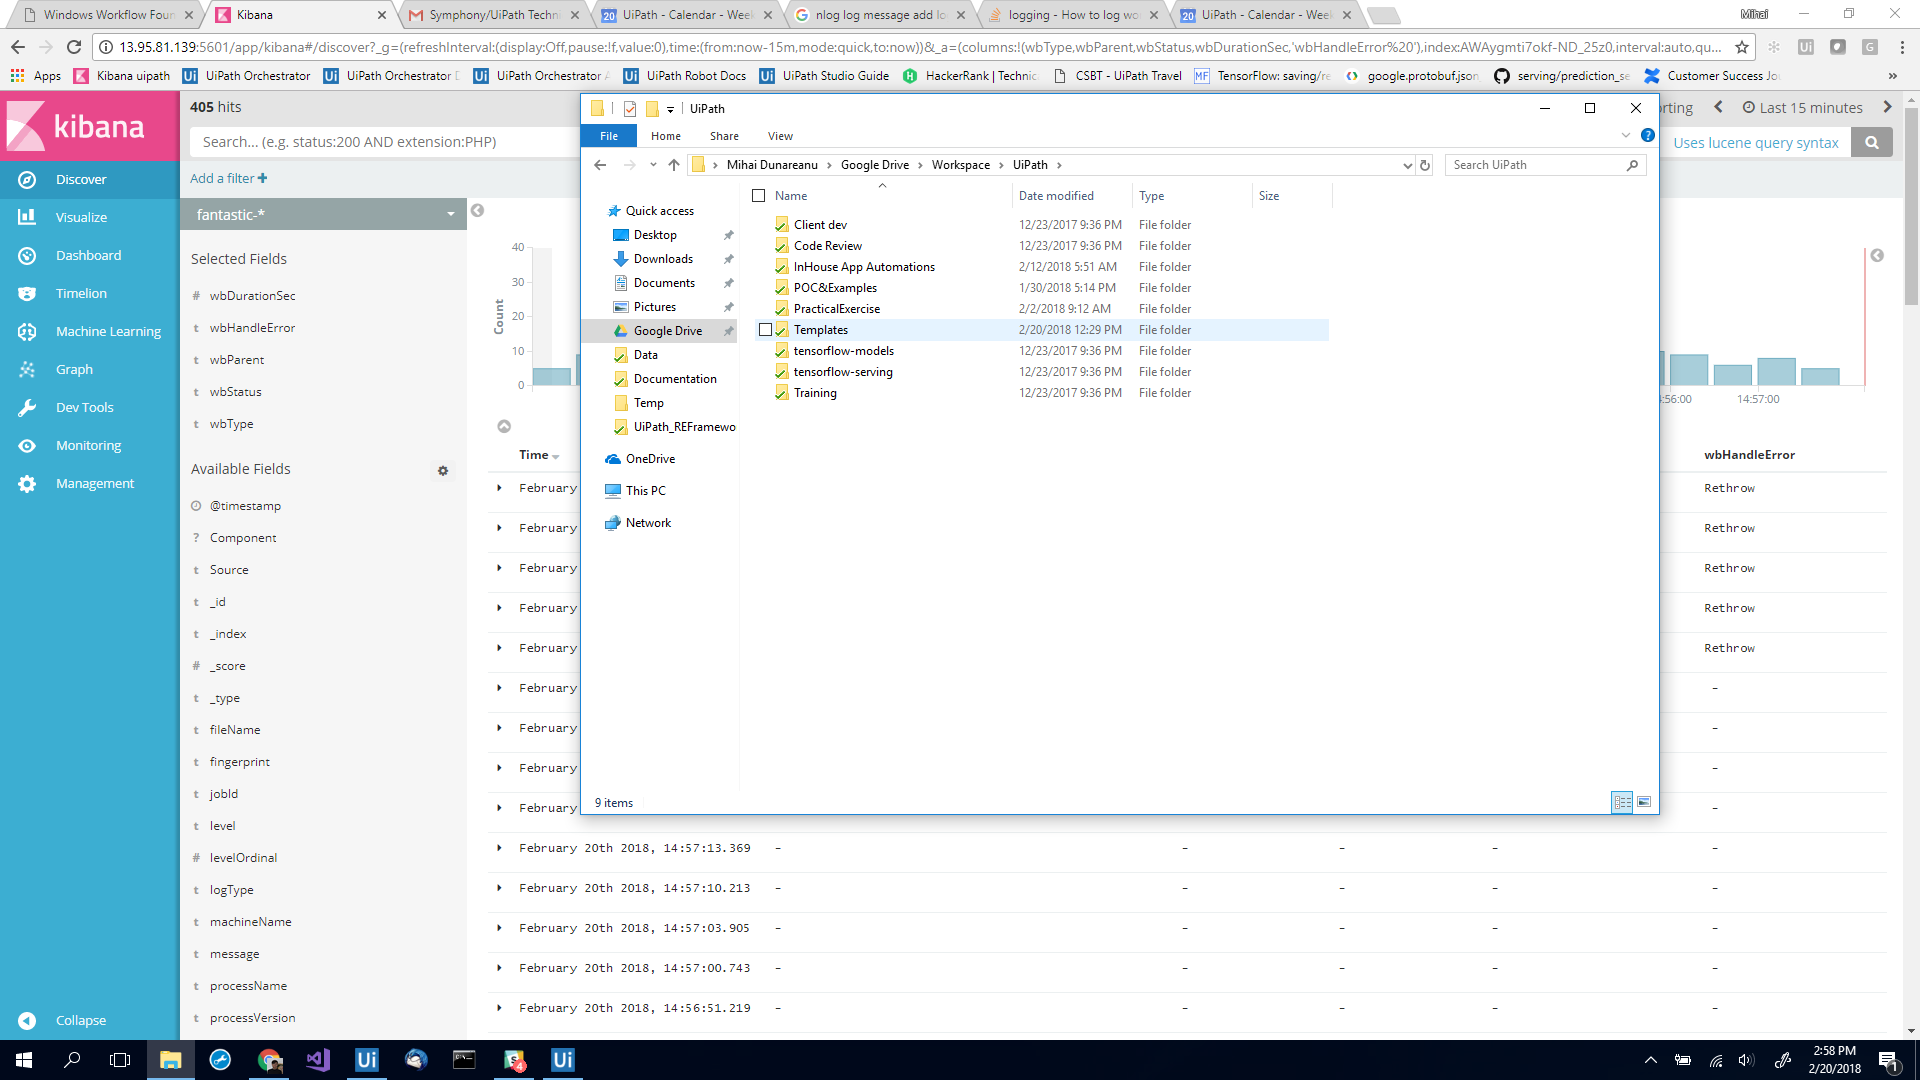 Windows Workflow Foun
Kibana
Symphony/UiPath Techni
UiPath - Calendar - Week
nlog log message add lo
logging - How to log wo
UiPath - Calendar - Week
Mihai
13.95.81.139:5601/app/kibana#/discover?_g=(refreshInterval:(display:Off,pause:!f,value:0),time:(from:now-15m,mode:quick,to:now))&_a=(columns:!(wbType,wbParent,wbStatus,wbDurationSec,'wbHandleError%20'),index:AWAygmti7okf-ND_25z0,interval:auto,qu...
Apps
Kibana uipath
UiPath Orchestrator
UiPath Orchestrator D
UiPath Orchestrator A
UiPath Robot Docs
UiPath Studio Guide
HackerRank | Technic
CSBT - UiPath Travel
TensorFlow: saving/re
google.protobuf.json
serving/prediction_se
Customer Success Jou
»
kibana
Discover
Visualize
Dashboard
Timelion
Machine Learning
Graph
Dev Tools
Monitoring
Management
Collapse
405 hits
Search... (e.g. status:200 AND extension:PHP)
Add a filter +
orting
Last 15 minutes
Uses lucene query syntax
fantastic-*
Selected Fields
# wbDurationSec
t wbHandleError
t wbParent
t wbStatus
t wbType
Available Fields
@timestamp
? Component
t Source
t _id
t _index
# _score
t _type
t fileName
t fingerprint
t jobId
t level
# levelOrdinal
t logType
t machineName
t message
t processName
t processVersion
Count
40
30
20
10
0
:56:00
14:57:00
Time
wbHandleError
February
Rethrow
February
Rethrow
February
Rethrow
February
Rethrow
February
Rethrow
February -
February -
February -
February -
February 20th 2018, 14:57:13.369 - - - - -
February 20th 2018, 14:57:10.213 - - - - -
February 20th 2018, 14:57:03.905 - - - - -
February 20th 2018, 14:57:00.743 - - - - -
February 20th 2018, 14:56:51.219 - - - - -
UiPath
File
Home
Share
View
Mihai Dunareanu > Google Drive > Workspace > UiPath >
Search UiPath
Quick access
Desktop
Downloads
Documents
Pictures
Google Drive
Data
Documentation
Temp
UiPath_REFramewo
OneDrive
This PC
Network
Name Date modified Type Size
Client dev 12/23/2017 9:36 PM File folder
Code Review 12/23/2017 9:36 PM File folder
InHouse App Automations 2/12/2018 5:51 AM File folder
POC&Examples 1/30/2018 5:14 PM File folder
PracticalExercise 2/2/2018 9:12 AM File folder
Templates 2/20/2018 12:29 PM File folder
tensorflow-models 12/23/2017 9:36 PM File folder
tensorflow-serving 12/23/2017 9:36 PM File folder
Training 12/23/2017 9:36 PM File folder
9 items
Ui
4
Ui
2:58 PM
2/20/2018
1